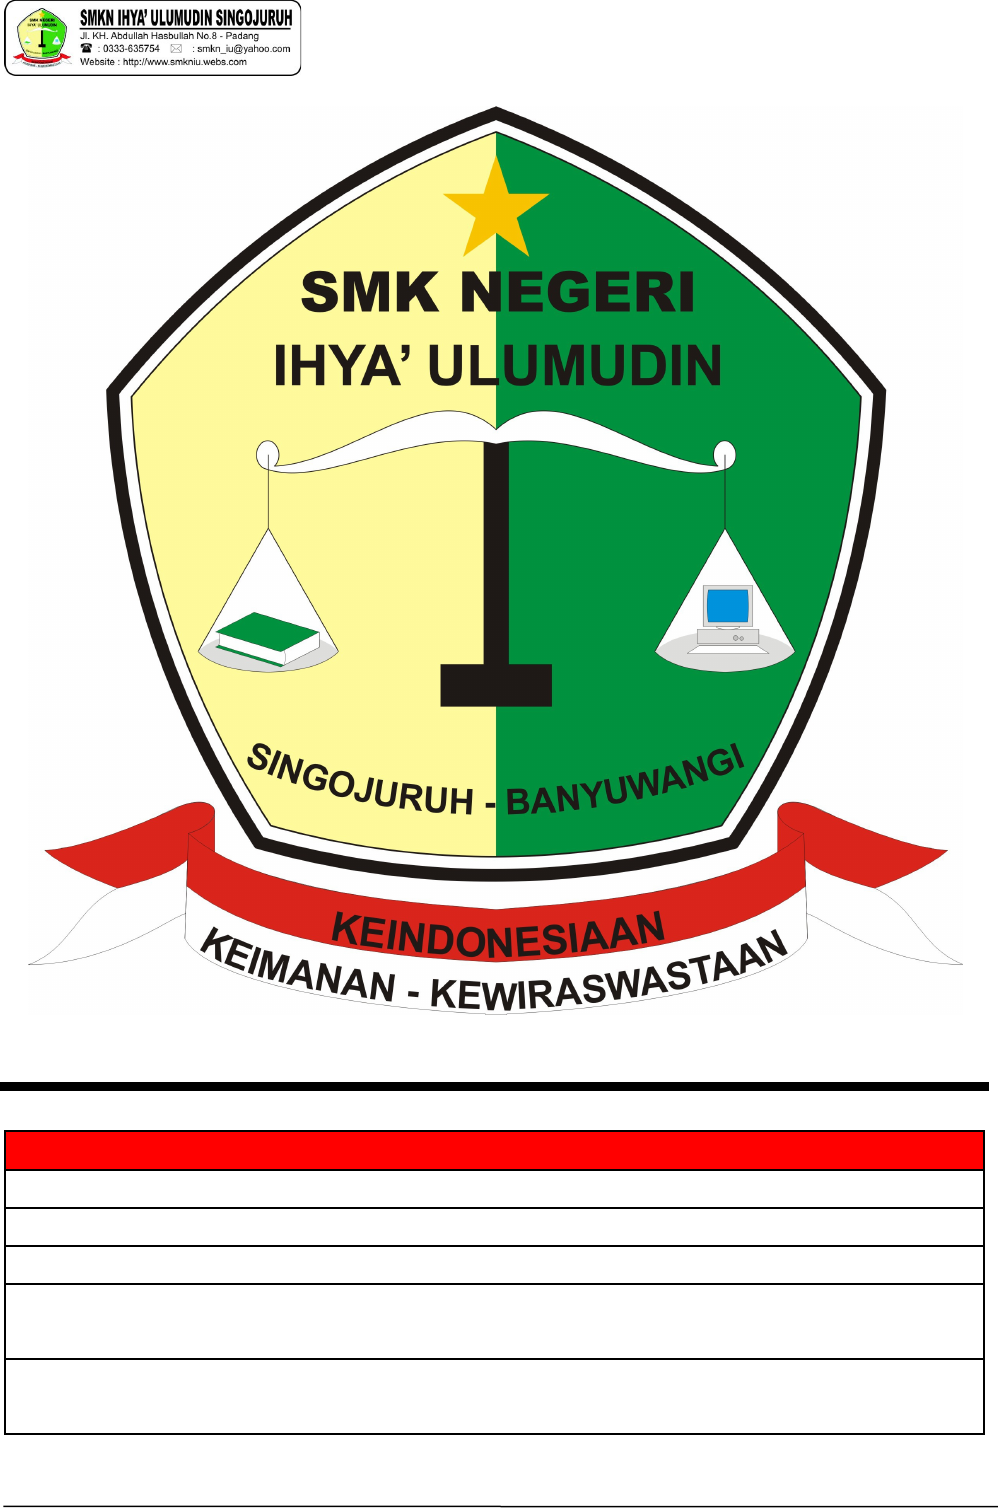 SMKN IHYA' ULUMUDIN SINGOJURUH
Jl. KH. Abdullah Hasbullah No.8 - Padang
☎ : 0333-635754 ✉ : smkn_iu@yahoo.com
Website : http://www.smkniu.webs.com
SMK NEGERI
IHYA’ ULUMUDIN
SINGOJURUH - BANYUWANGI
KEINDONESIAAN
KEIMANAN - KEWIRASWASTAAN